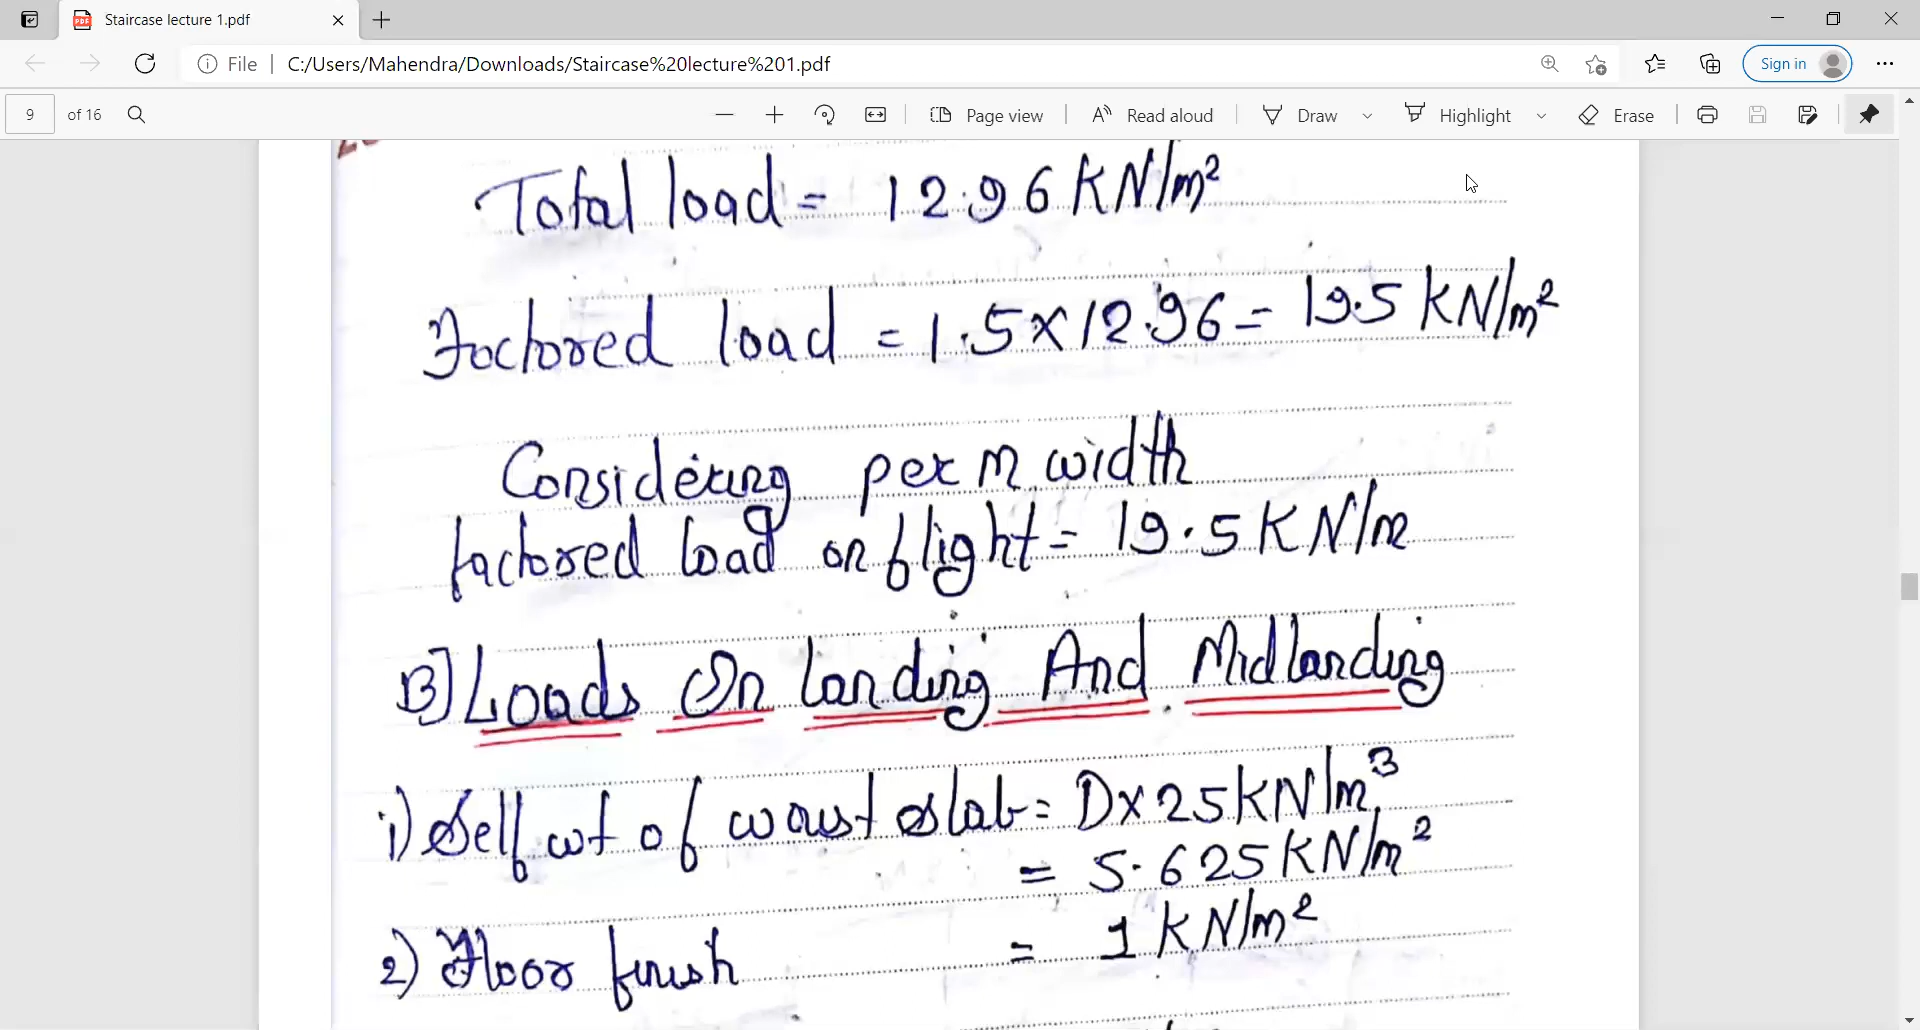 Staircase lecture 1.pdf
File | C:/Users/Mahendra/Downloads/Staircase%20lecture%201.pdf
Sign in
9 of 16
Page view
Read aloud
Draw
Highlight
Erase
Total load = 12.96 KN/m²
Factored load = 1.5 × 12.96 = 19.5 KN/m²
Considering per m width
factored load on flight = 19.5 KN/m
B] Loads On landing And Midlanding
1) Self wt of waist slab = D × 25 KN/m³
= 5.625 KN/m²
2) Floor finish = 1 KN/m²